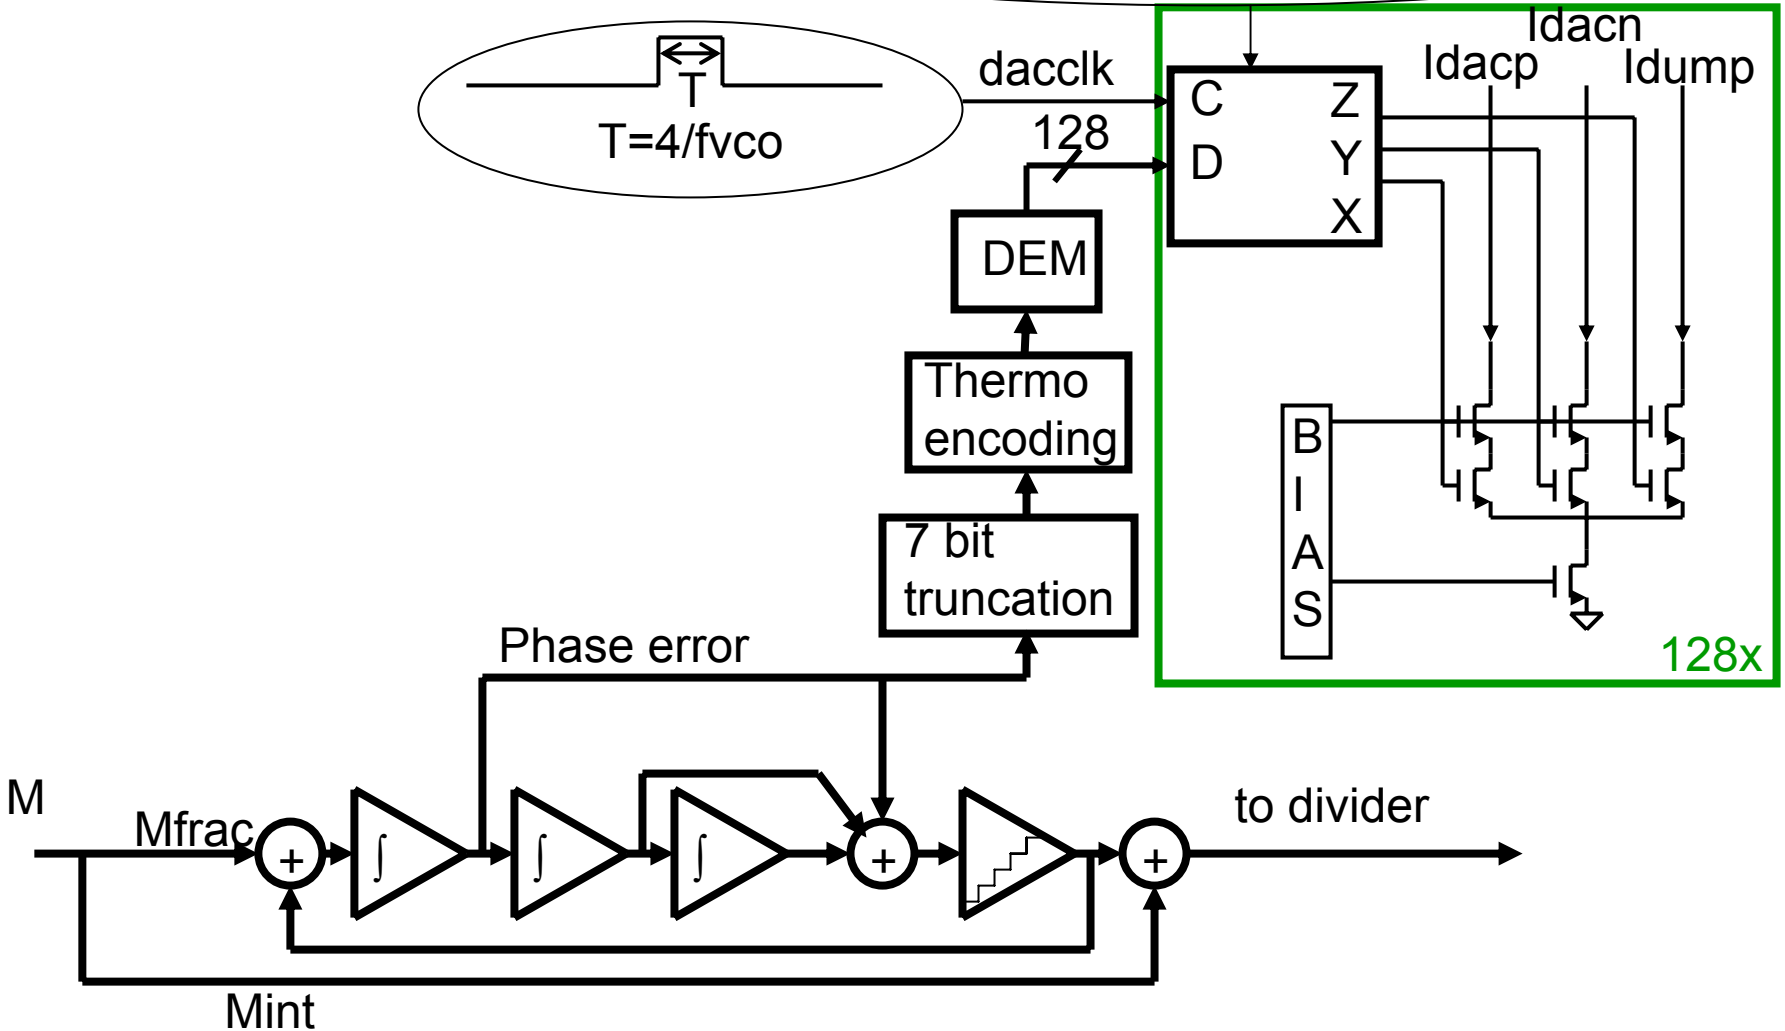 Idacn
Idacp
Idump
dacclk
T
T=4/fvco
128
C
D
Z
Y
X
DEM
Thermo
encoding
B
I
A
S
7 bit
truncation
128x
Phase error
M
Mfrac
+
∫
∫
∫
+
+
to divider
Mint